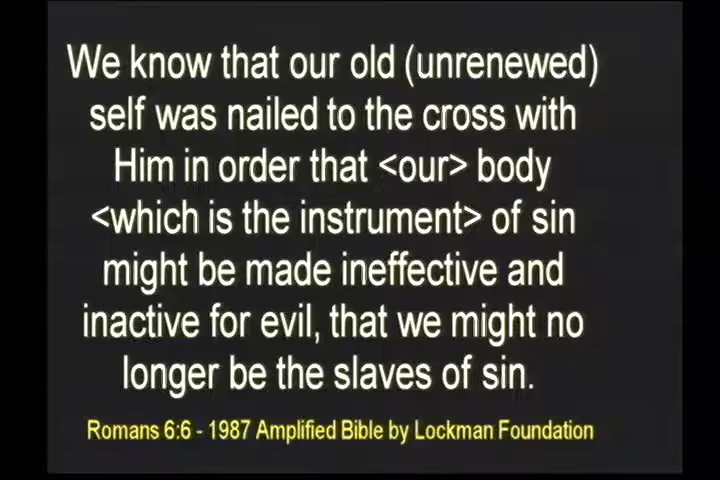 We know that our old (unrenewed)
self was nailed to the cross with
Him in order that <our> body
<which is the instrument> of sin
might be made ineffective and
inactive for evil, that we might no
longer be the slaves of sin.
Romans 6:6 - 1987 Amplified Bible by Lockman Foundation